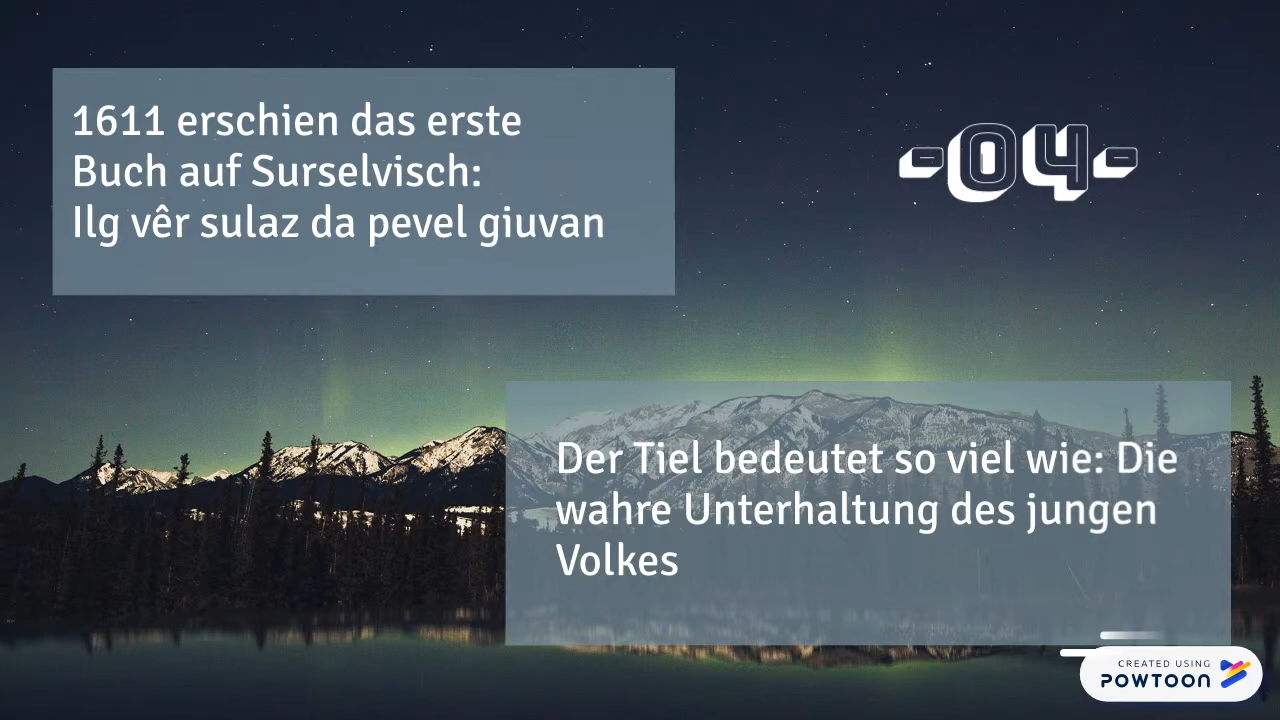 1611 erschien das erste
Buch auf Surselvisch:
Ilg vêr sulaz da pevel giuvan
-04-
Der Tiel bedeutet so viel wie: Die
wahre Unterhaltung des jungen
Volkes
CREATED USING
POWTOON